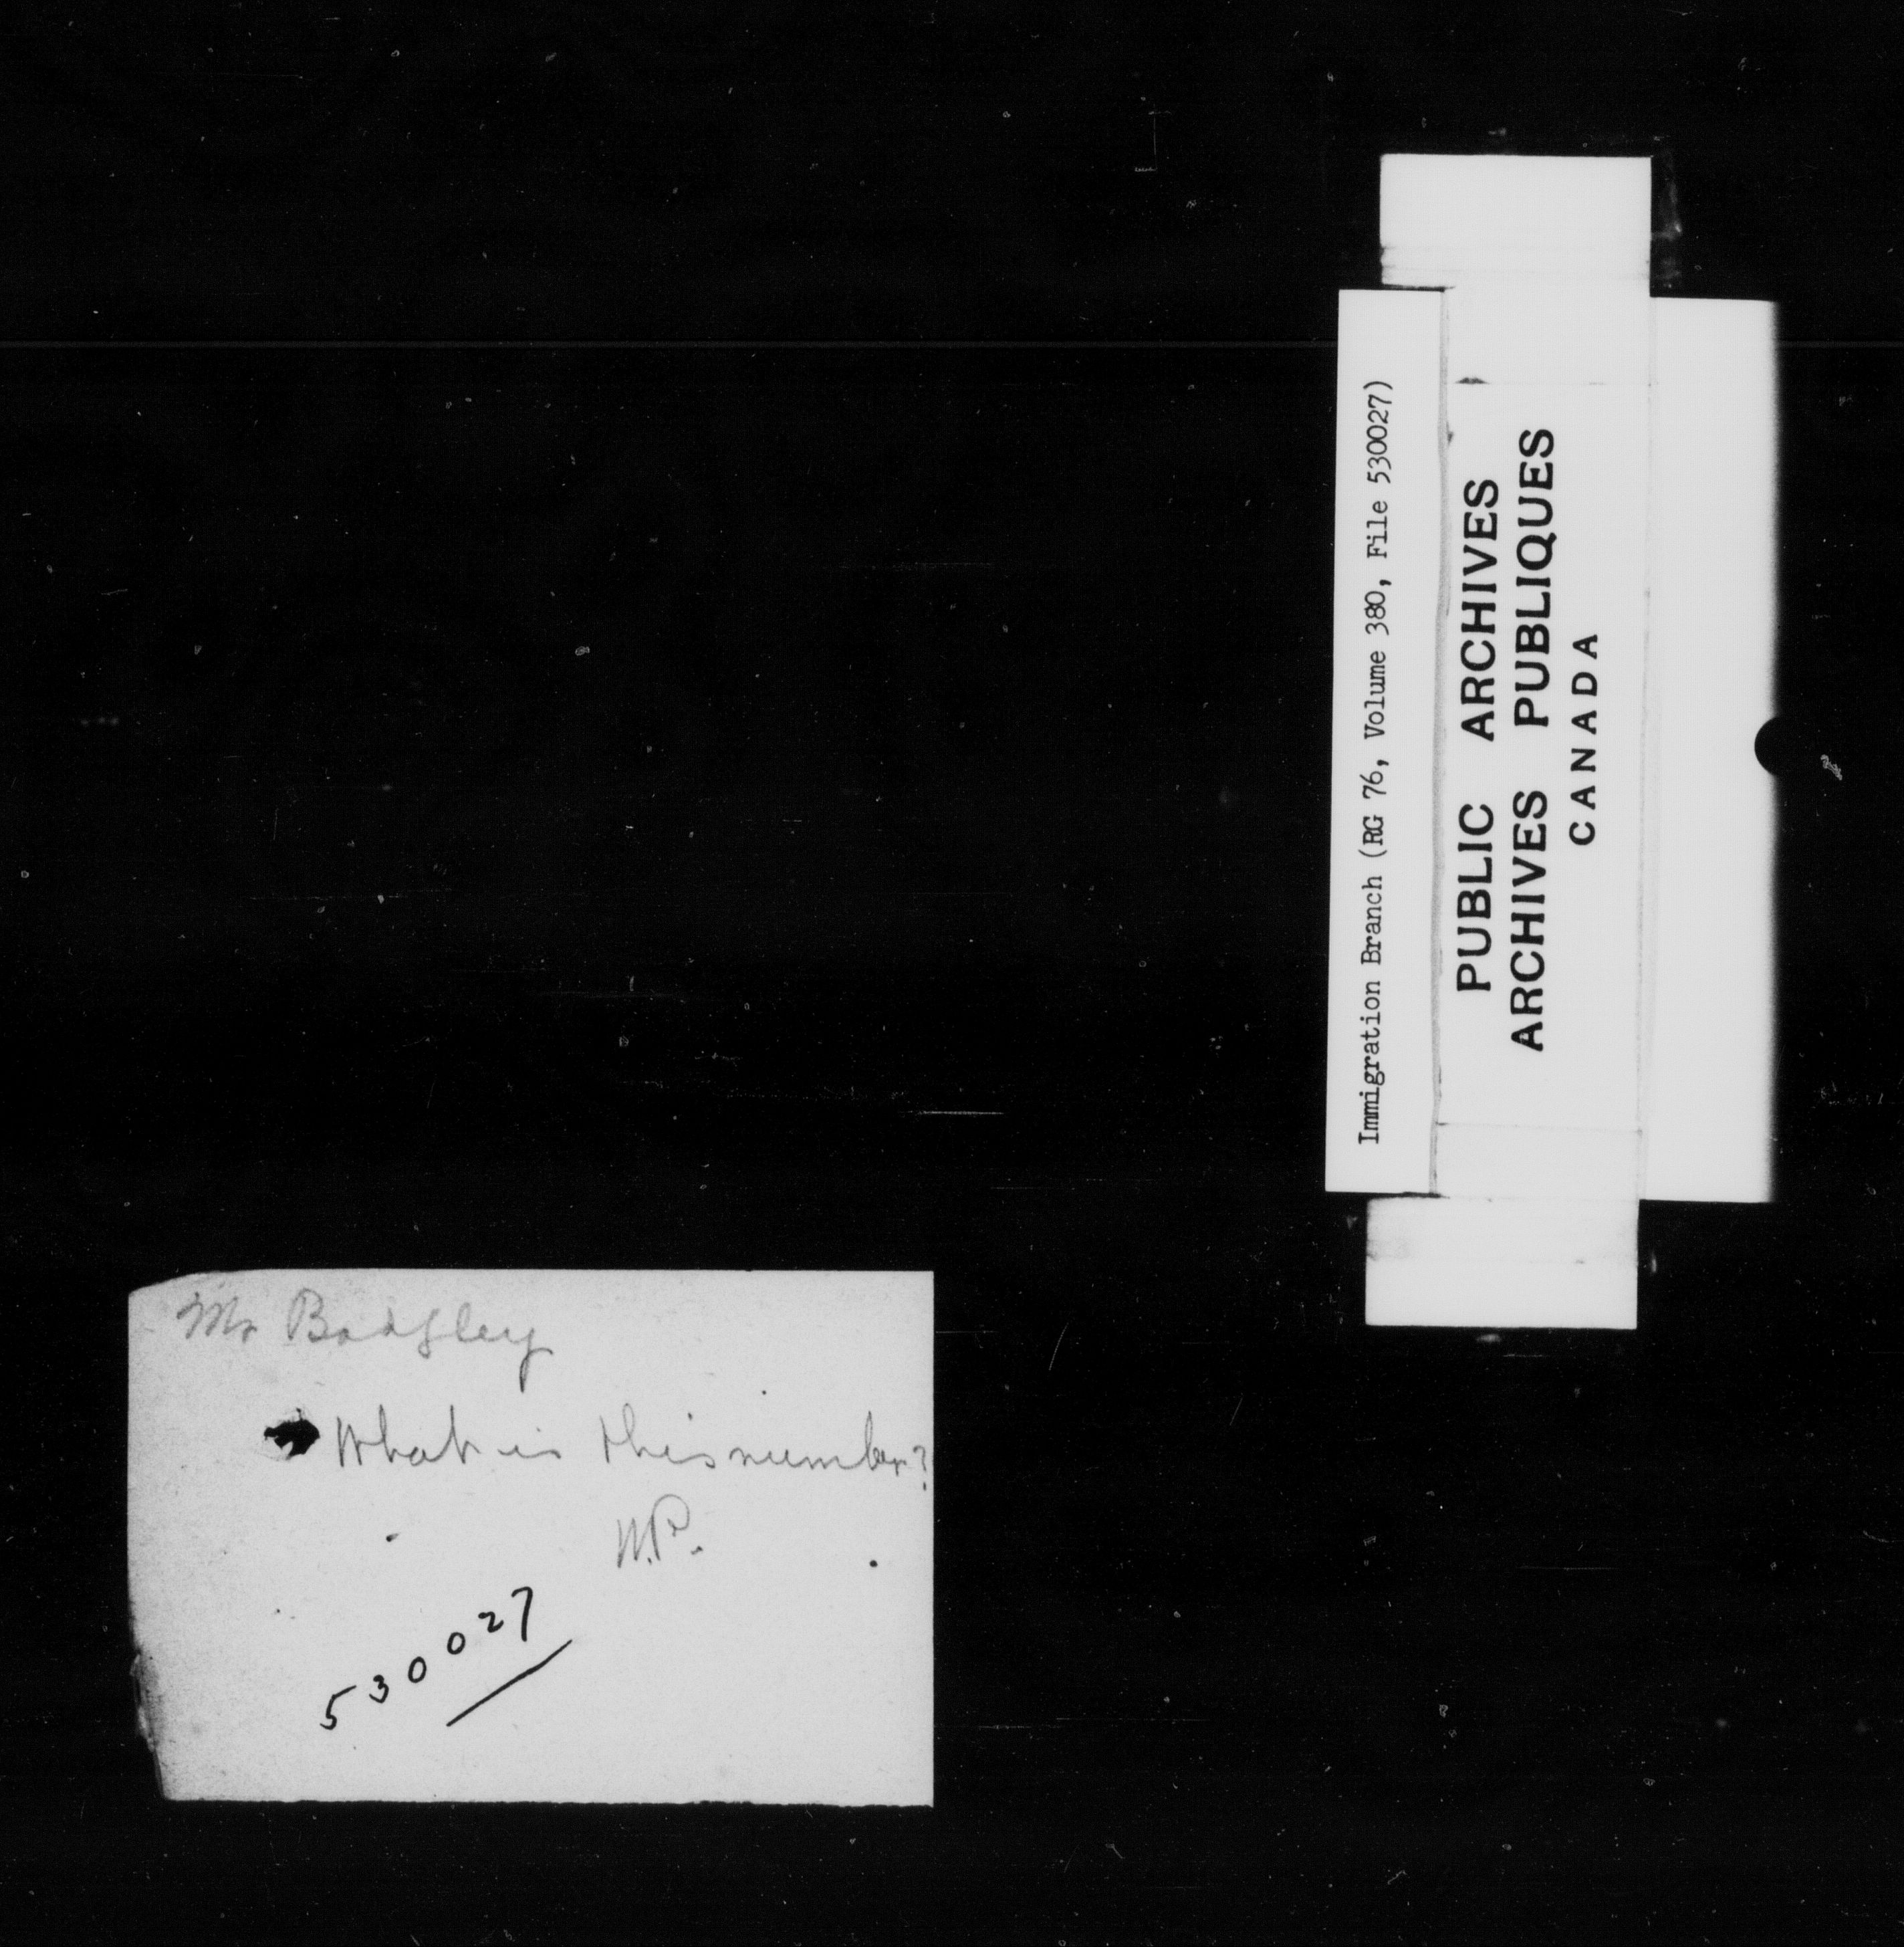 Mr Badgley
What is this number?
W.P.
530027
Immigration Branch (RG 76, Volume 380, File 530027)
PUBLIC ARCHIVES
ARCHIVES PUBLIQUES
CANADA